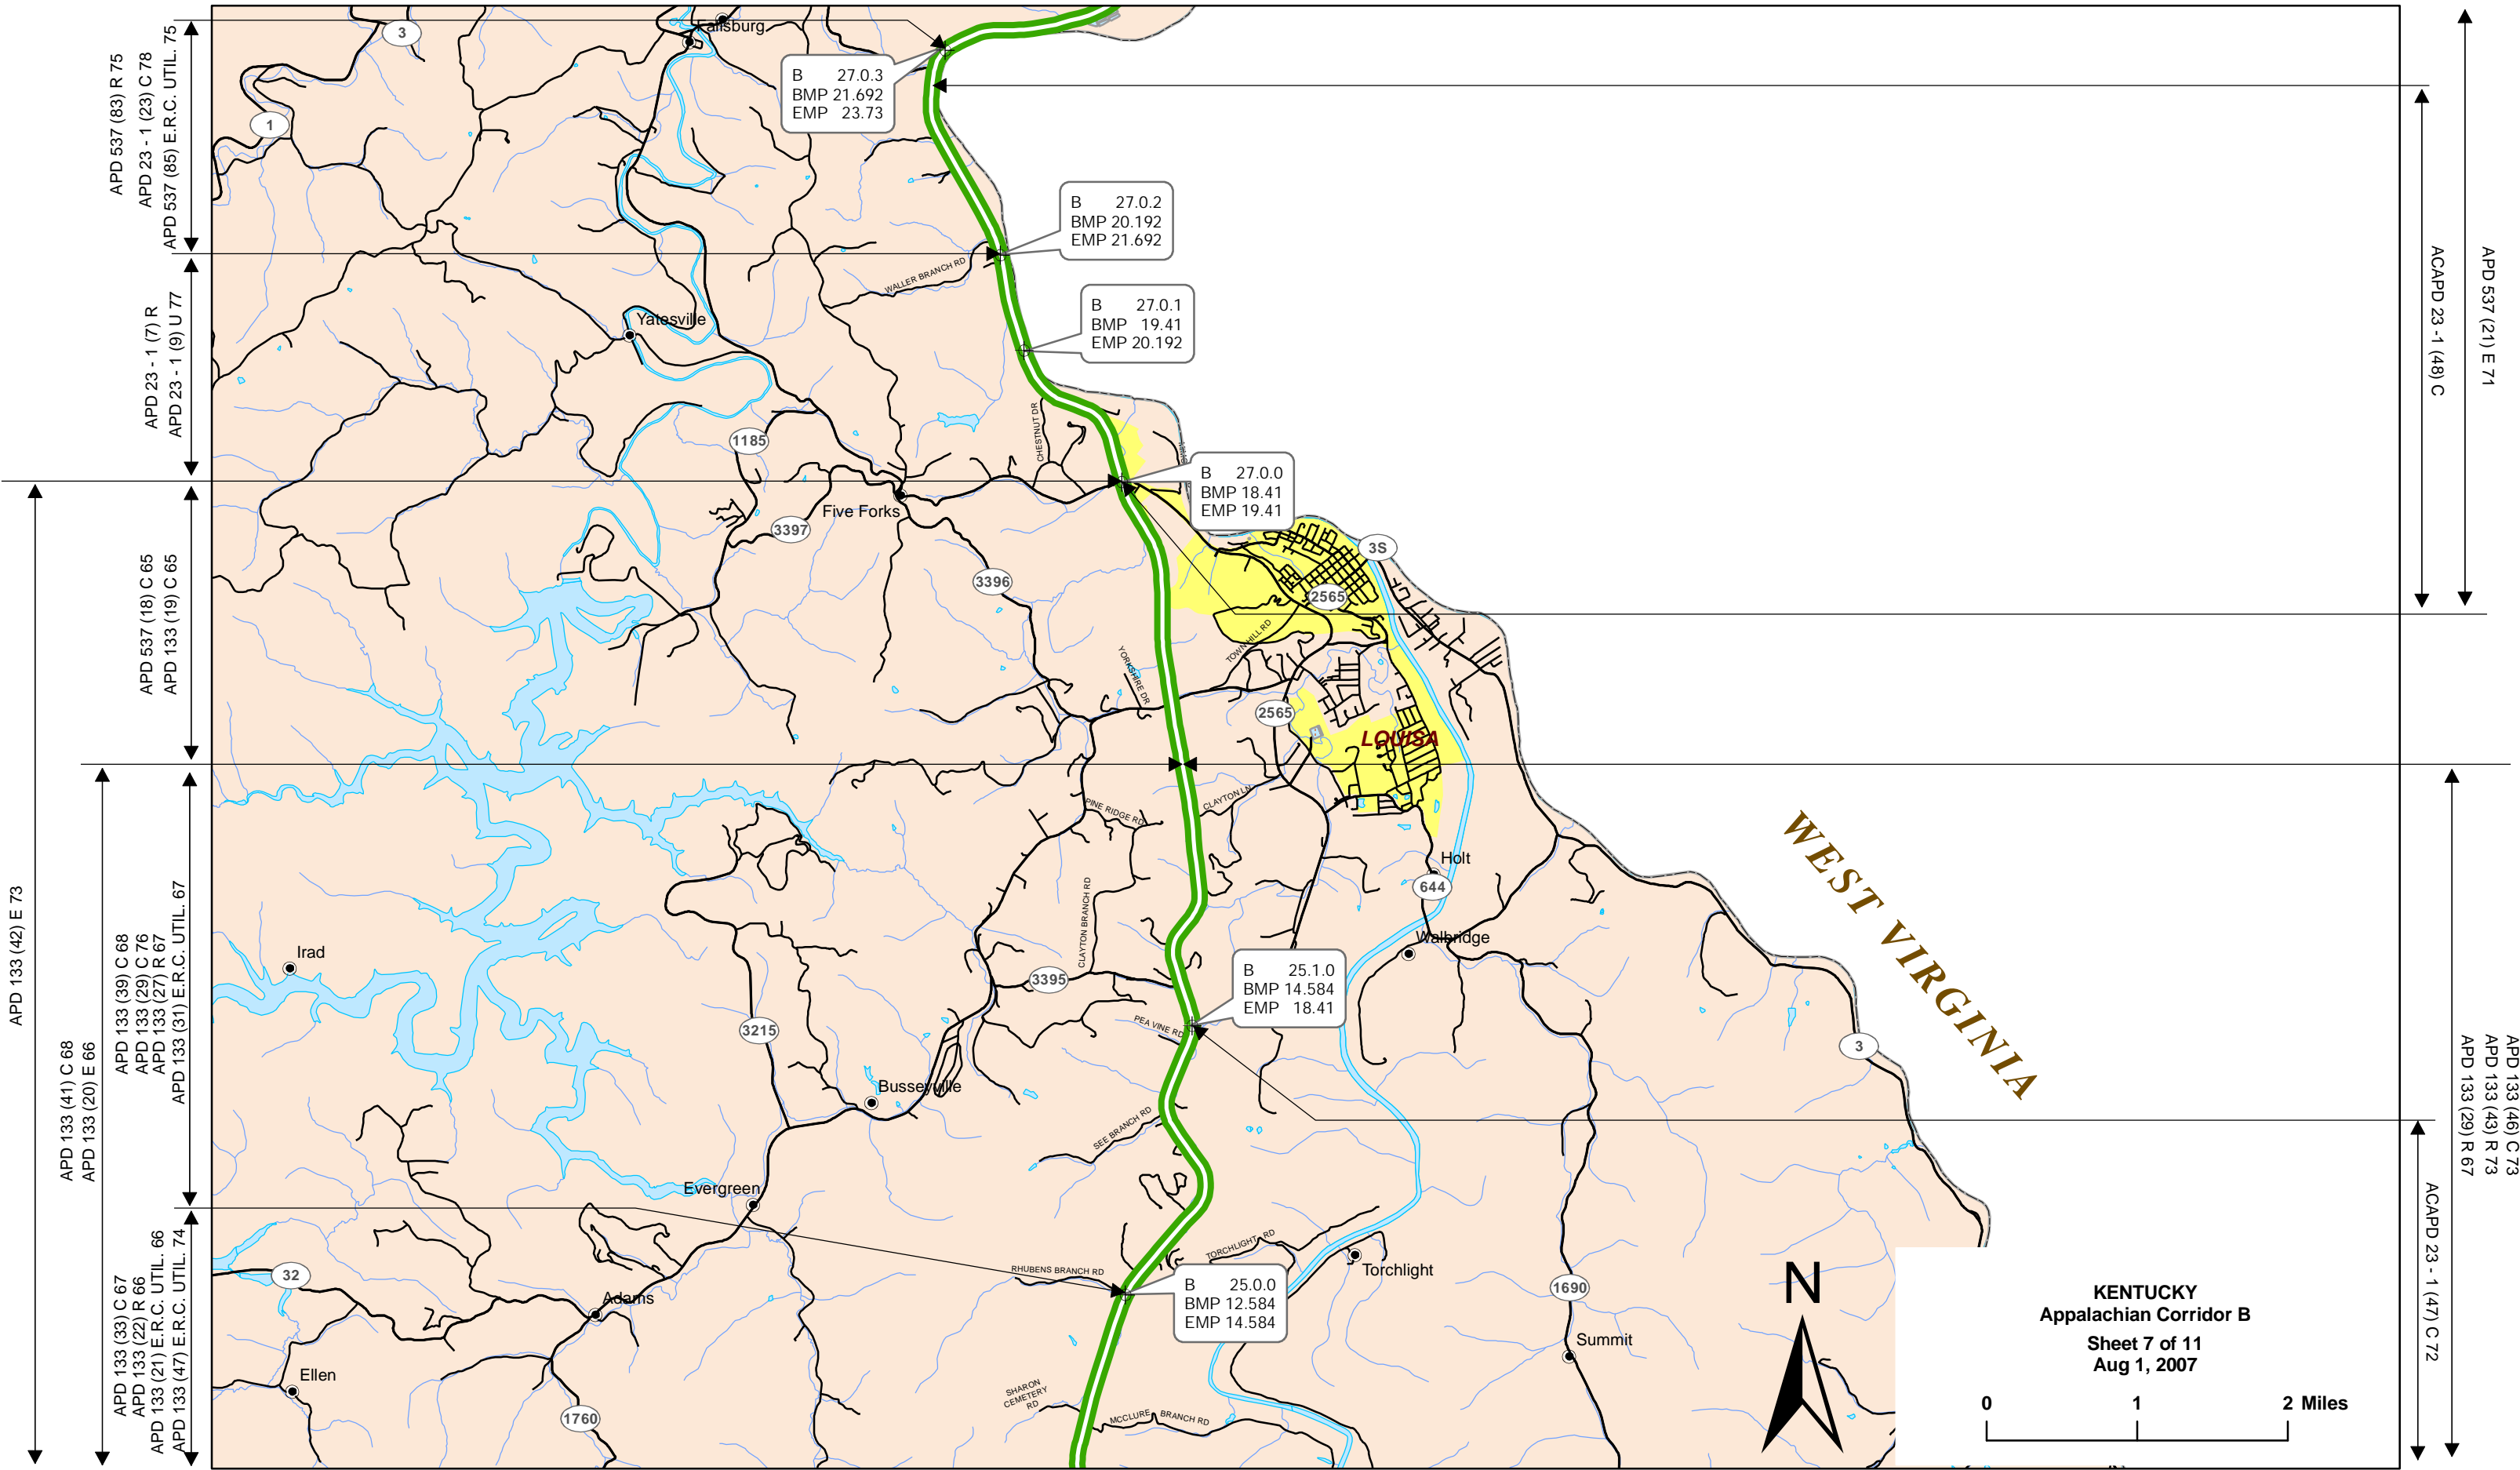 APD 537 (83) R 75
APD 23 - 1 (23) C 78
APD 537 (85) E.R.C. UTIL. 75
APD 23 - 1 (7) R
APD 23 - 1 (9) U 77
APD 537 (18) C 65
APD 133 (19) C 65
APD 133 (42) E 73
APD 133 (41) C 68
APD 133 (20) E 66
APD 133 (39) C 68
APD 133 (29) C 76
APD 133 (27) R 67
APD 133 (31) E.R.C. UTIL. 67
APD 133 (33) C 67
APD 133 (22) R 66
APD 133 (21) E.R.C. UTIL. 66
APD 133 (47) E.R.C. UTIL. 74
3
Fallsburg
1
B 27.0.3
BMP 21.692
EMP 23.73
B 27.0.2
BMP 20.192
EMP 21.692
WALLER BRANCH RD
B 27.0.1
BMP 19.41
EMP 20.192
Yatesville
CHESTNUT DR
1185
B 27.0.0
BMP 18.41
EMP 19.41
Five Forks
3397
3S
3396
2565
TOWN HILL RD
YORKSHIRE DR
2565
LOUISA
PINE RIDGE RD
CLAYTON LN
Holt
644
CLAYTON BRANCH RD
Walbridge
Irad
3395
B 25.1.0
BMP 14.584
EMP 18.41
3215
PEA VINE RD
3
Busseyville
SEE BRANCH RD
Evergreen
TORCHLIGHT RD
RHUBENS BRANCH RD
Torchlight
32
B 25.0.0
BMP 12.584
EMP 14.584
1690
Adams
Summit
Ellen
SHARON
CEMETERY
RD
MCCLURE BRANCH RD
1760
WEST VIRGINIA
N
KENTUCKY
Appalachian Corridor B
Sheet 7 of 11
Aug 1, 2007
0 1 2 Miles
APD 537 (21) E 71
ACAPD 23 -1 (48) C
APD 133 (46) C 73
APD 133 (43) R 73
APD 133 (29) R 67
ACAPD 23 - 1 (47) C 72